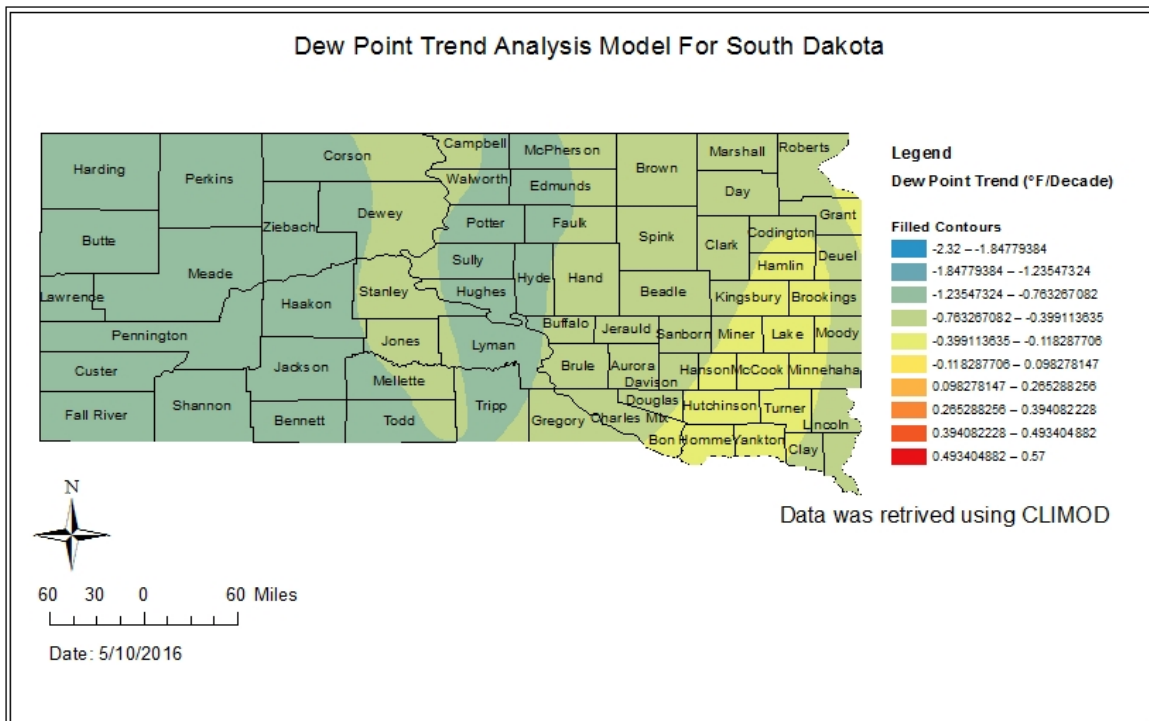 Dew Point Trend Analysis Model For South Dakota
Harding
Perkins
Corson
Campbell
McPherson
Brown
Marshall
Roberts
Walworth
Edmunds
Day
Dewey
Ziebach
Grant
Butte
Potter
Faulk
Spink
Clark
Codington
Deuel
Meade
Sully
Hyde
Hand
Hamlin
Lawrence
Haakon
Stanley
Hughes
Beadle
Kingsbury
Brookings
Pennington
Jones
Lyman
Buffalo
Jerauld
Sanborn
Miner
Lake
Moody
Custer
Jackson
Mellette
Brule
Aurora
Davison
Hanson
McCook
Minnehaha
Fall River
Shannon
Bennett
Todd
Tripp
Gregory
Charles Mix
Douglas
Hutchinson
Turner
Lincoln
Bon Homme
Yankton
Clay
Legend
Dew Point Trend (°F/Decade)
Filled Contours
-2.32 – -1.84779384
-1.84779384 – -1.23547324
-1.23547324 – -0.763267082
-0.763267082 – -0.399113635
-0.399113635 – -0.118287706
-0.118287706 – 0.098278147
0.098278147 – 0.265288256
0.265288256 – 0.394082228
0.394082228 – 0.493404882
0.493404882 – 0.57
Data was retrived using CLIMOD
N
60 30 0 60 Miles
Date: 5/10/2016